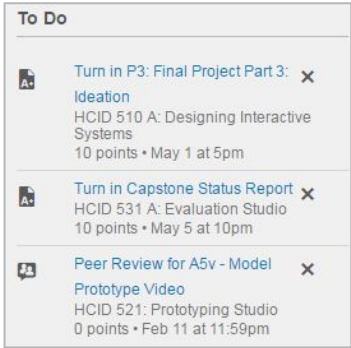 To Do
Turn in P3: Final Project Part 3:
Ideation
HCID 510 A: Designing Interactive
Systems
10 points • May 1 at 5pm
Turn in Capstone Status Report
HCID 531 A: Evaluation Studio
10 points • May 5 at 10pm
Peer Review for A5v - Model
Prototype Video
HCID 521: Prototyping Studio
0 points • Feb 11 at 11:59pm